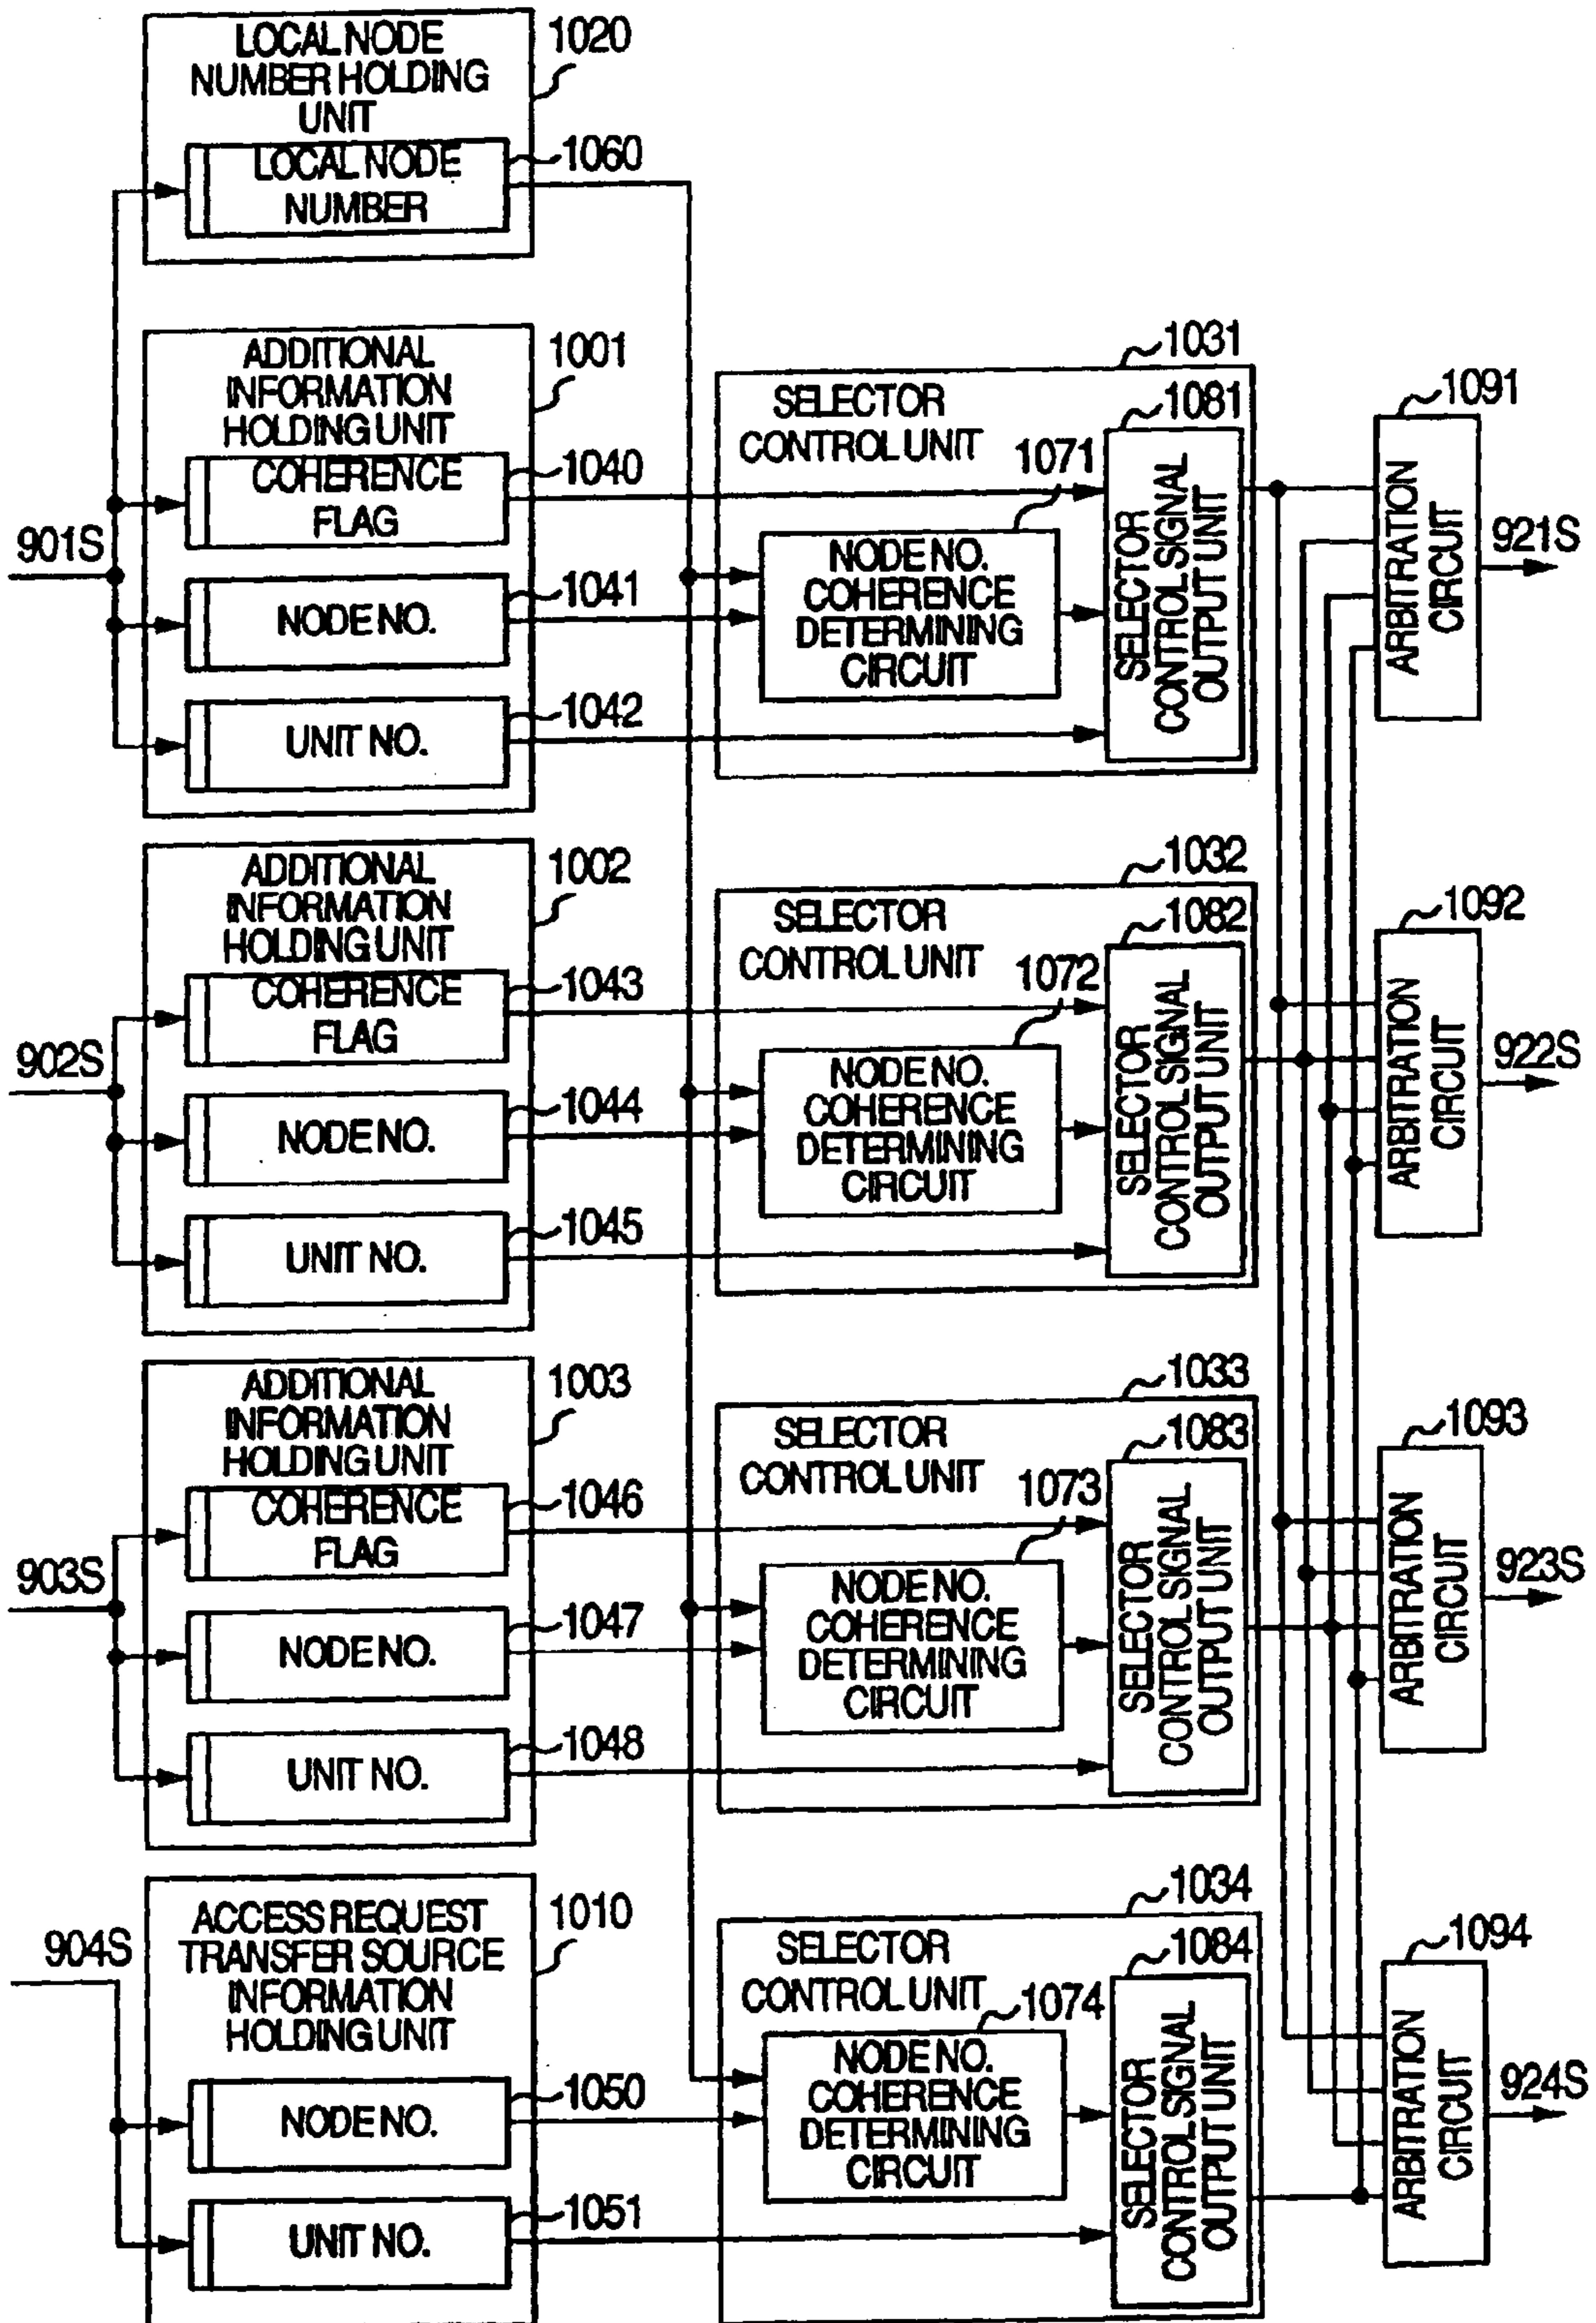 LOCAL NODE
NUMBER HOLDING
UNIT
1020
LOCAL NODE
NUMBER
1060
901S
ADDITIONAL
INFORMATION
HOLDING UNIT
1001
COHERENCE
FLAG
1040
NODE NO.
1041
UNIT NO.
1042
SELECTOR
CONTROL UNIT
1031
1071
NODE NO.
COHERENCE
DETERMINING
CIRCUIT
1081
SELECTOR
CONTROL SIGNAL
OUTPUT UNIT
1091
ARBITRATION
CIRCUIT
921S
902S
ADDITIONAL
INFORMATION
HOLDING UNIT
1002
COHERENCE
FLAG
1043
NODE NO.
1044
UNIT NO.
1045
SELECTOR
CONTROL UNIT
1032
1072
NODE NO.
COHERENCE
DETERMINING
CIRCUIT
1082
SELECTOR
CONTROL SIGNAL
OUTPUT UNIT
1092
ARBITRATION
CIRCUIT
922S
903S
ADDITIONAL
INFORMATION
HOLDING UNIT
1003
COHERENCE
FLAG
1046
NODE NO.
1047
UNIT NO.
1048
SELECTOR
CONTROL UNIT
1033
1073
NODE NO.
COHERENCE
DETERMINING
CIRCUIT
1083
SELECTOR
CONTROL SIGNAL
OUTPUT UNIT
1093
ARBITRATION
CIRCUIT
923S
904S
ACCESS REQUEST
TRANSFER SOURCE
INFORMATION
HOLDING UNIT
1010
NODE NO.
1050
UNIT NO.
1051
SELECTOR
CONTROL UNIT
1034
1074
NODE NO.
COHERENCE
DETERMINING
CIRCUIT
1084
SELECTOR
CONTROL SIGNAL
OUTPUT UNIT
1094
ARBITRATION
CIRCUIT
924S